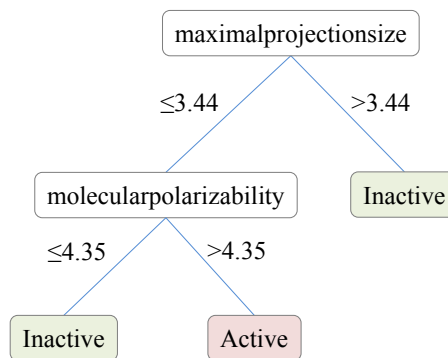 maximalprojectionsize
≤3.44
>3.44
molecularpolarizability
Inactive
≤4.35
>4.35
Inactive
Active